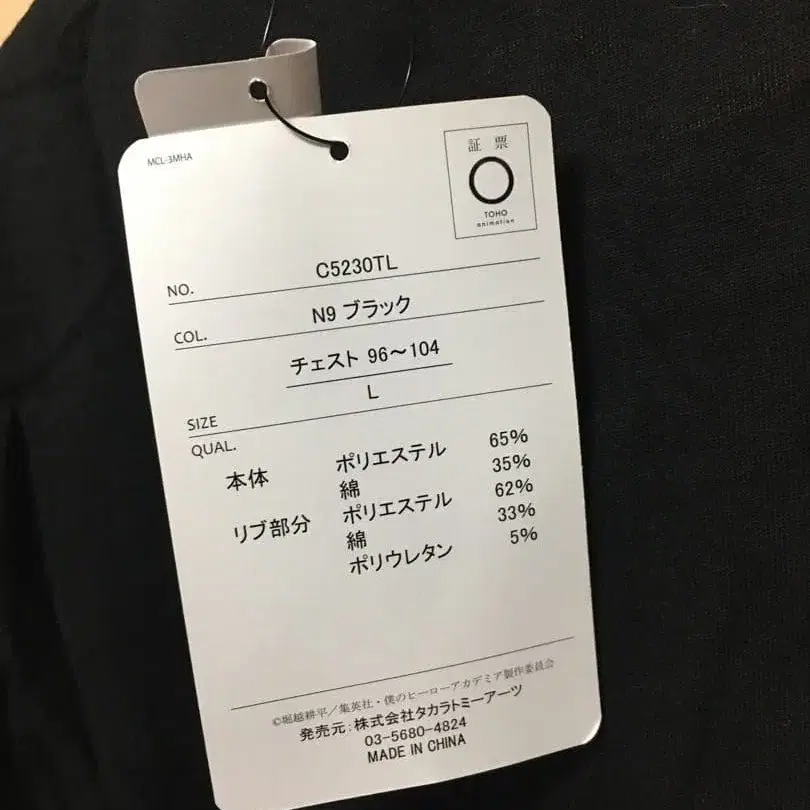 MCL-3MHA
証 票
TOHO
animation
NO. C5230TL
COL. N9 ブラック
チェスト 96～104
SIZE L
QUAL.
本体 ポリエステル 65%
綿 35%
リブ部分 ポリエステル 62%
綿 33%
ポリウレタン 5%
©堀越耕平／集英社・僕のヒーローアカデミア製作委員会
発売元：株式会社タカラトミーアーツ
03-5680-4824
MADE IN CHINA